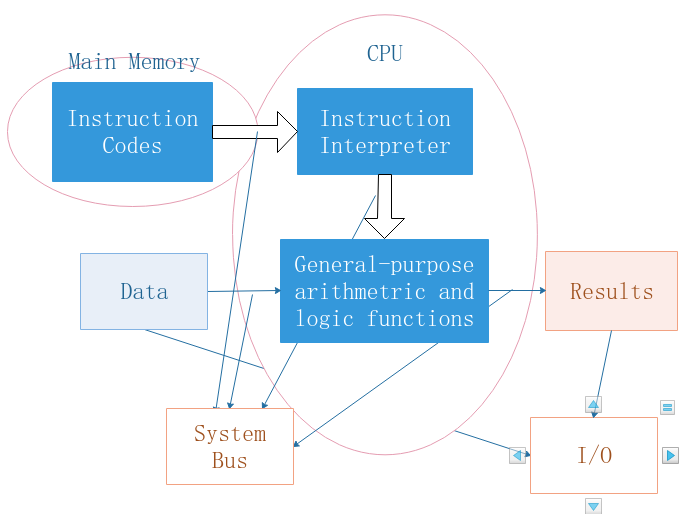 Main Memory
CPU
Instruction
Codes
Instruction
Interpreter
Data
General-purpose
arithmetric and
logic functions
Results
System
Bus
I/O